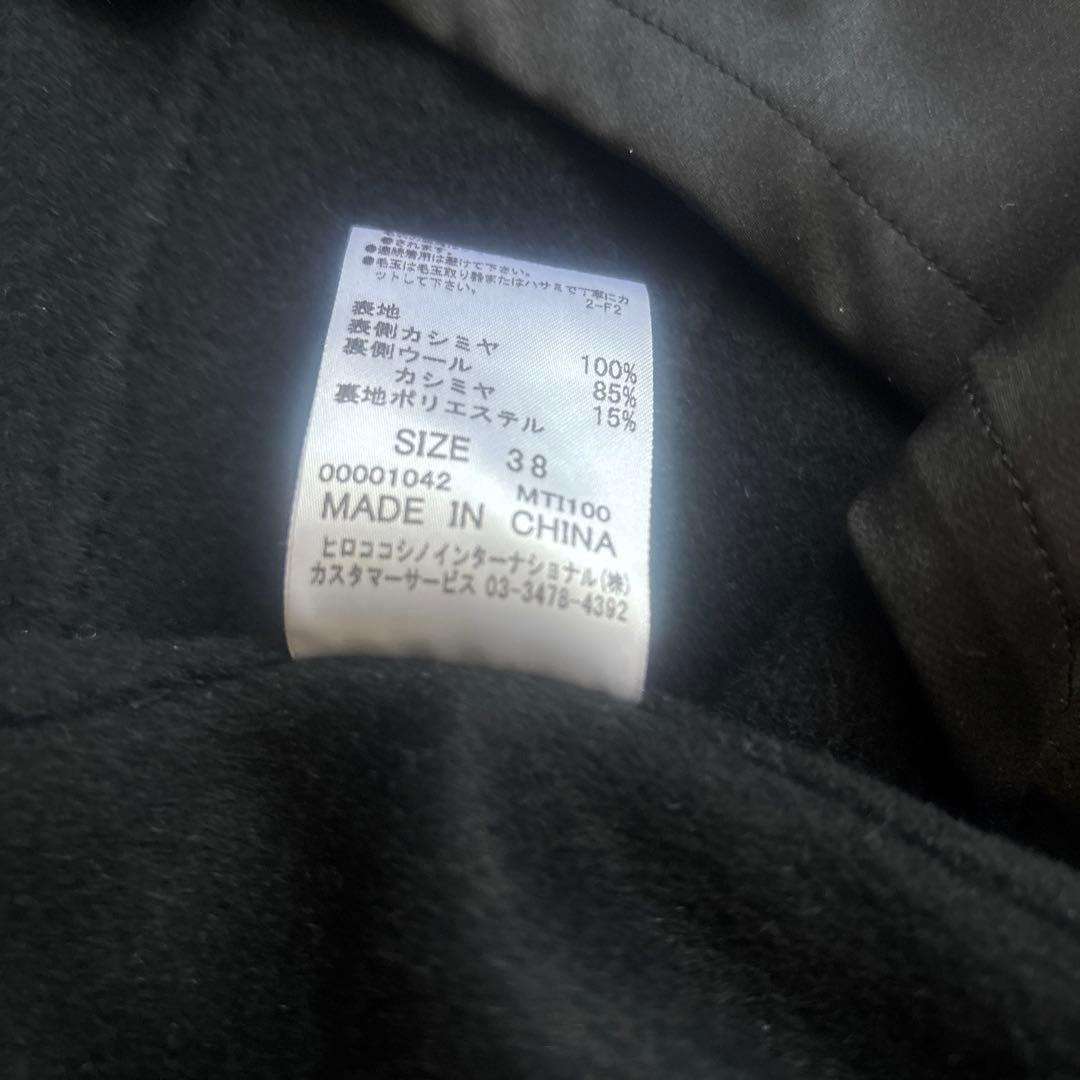 ●されます。
●連続着用は避けて下さい。
●毛玉は毛玉取り器またはハサミで丁寧にカ
ットして下さい。
2-F2
表地
表側カシミヤ 100%
裏側ウール 85%
カシミヤ 15%
裏地ポリエステル
SIZE 38
00001042 MTI100
MADE IN CHINA
ヒロココシノインターナショナル(株)
カスタマーサービス 03-3478-4392